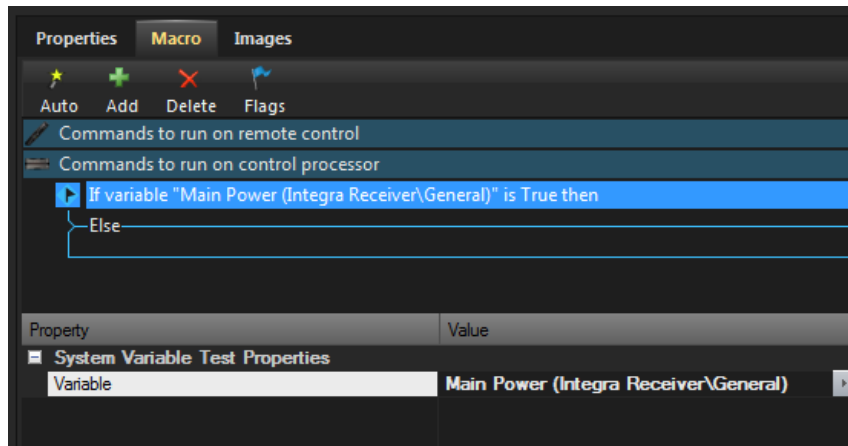 Properties Macro Images
Auto Add Delete Flags
Commands to run on remote control
Commands to run on control processor
If variable "Main Power (Integra Receiver\General)" is True then
Else
Property Value
System Variable Test Properties
Variable Main Power (Integra Receiver\General)